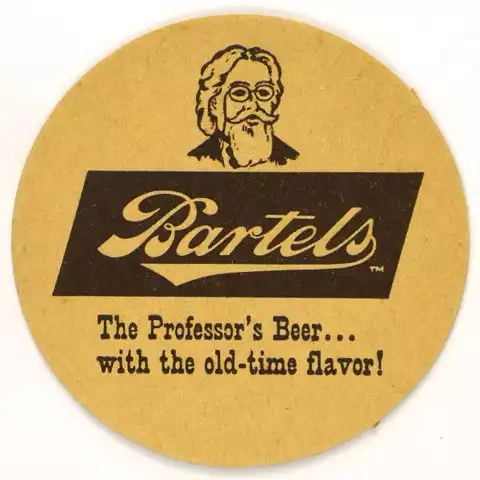 Bartels
TM
The Professor's Beer...
with the old-time flavor!